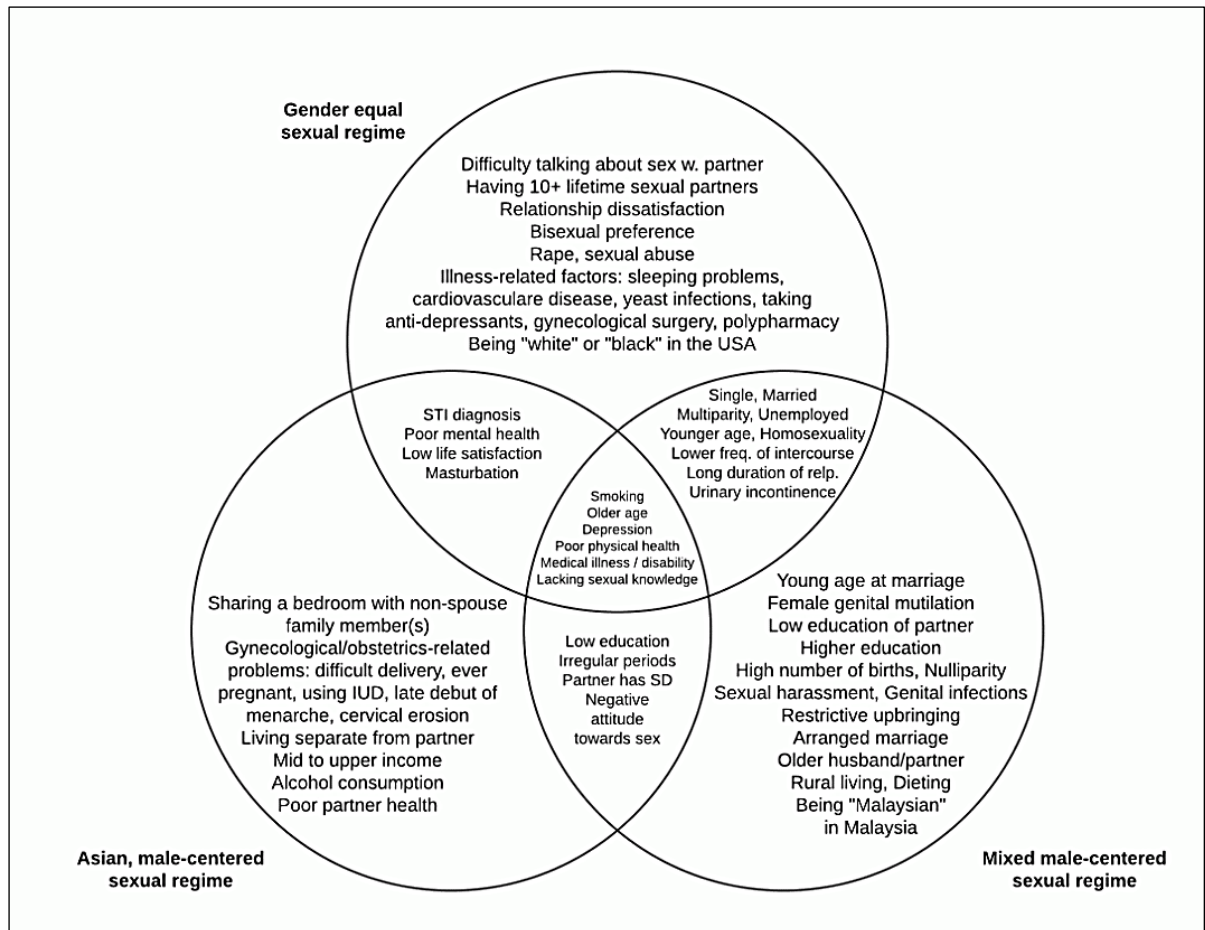 Gender equal
sexual regime
Difficulty talking about sex w. partner
Having 10+ lifetime sexual partners
Relationship dissatisfaction
Bisexual preference
Rape, sexual abuse
Illness-related factors: sleeping problems,
cardiovasculare disease, yeast infections, taking
anti-depressants, gynecological surgery, polypharmacy
Being "white" or "black" in the USA
STI diagnosis
Poor mental health
Low life satisfaction
Masturbation
Single, Married
Multiparity, Unemployed
Younger age, Homosexuality
Lower freq. of intercourse
Long duration of relp.
Urinary incontinence
Smoking
Older age
Depression
Poor physical health
Medical illness / disability
Lacking sexual knowledge
Sharing a bedroom with non-spouse
family member(s)
Gynecological/obstetrics-related
problems: difficult delivery, ever
pregnant, using IUD, late debut of
menarche, cervical erosion
Living separate from partner
Mid to upper income
Alcohol consumption
Poor partner health
Low education
Irregular periods
Partner has SD
Negative
attitude
towards sex
Young age at marriage
Female genital mutilation
Low education of partner
Higher education
High number of births, Nulliparity
Sexual harassment, Genital infections
Restrictive upbringing
Arranged marriage
Older husband/partner
Rural living, Dieting
Being "Malaysian"
in Malaysia
Asian, male-centered
sexual regime
Mixed male-centered
sexual regime